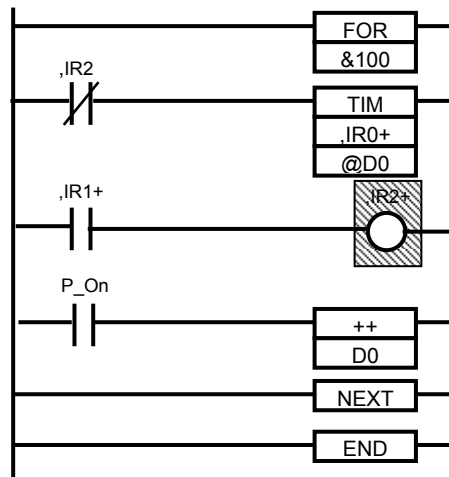 FOR
&100
,IR2
TIM
,IR0+
@D0
,IR1+
,IR2+
P_On
++
D0
NEXT
END